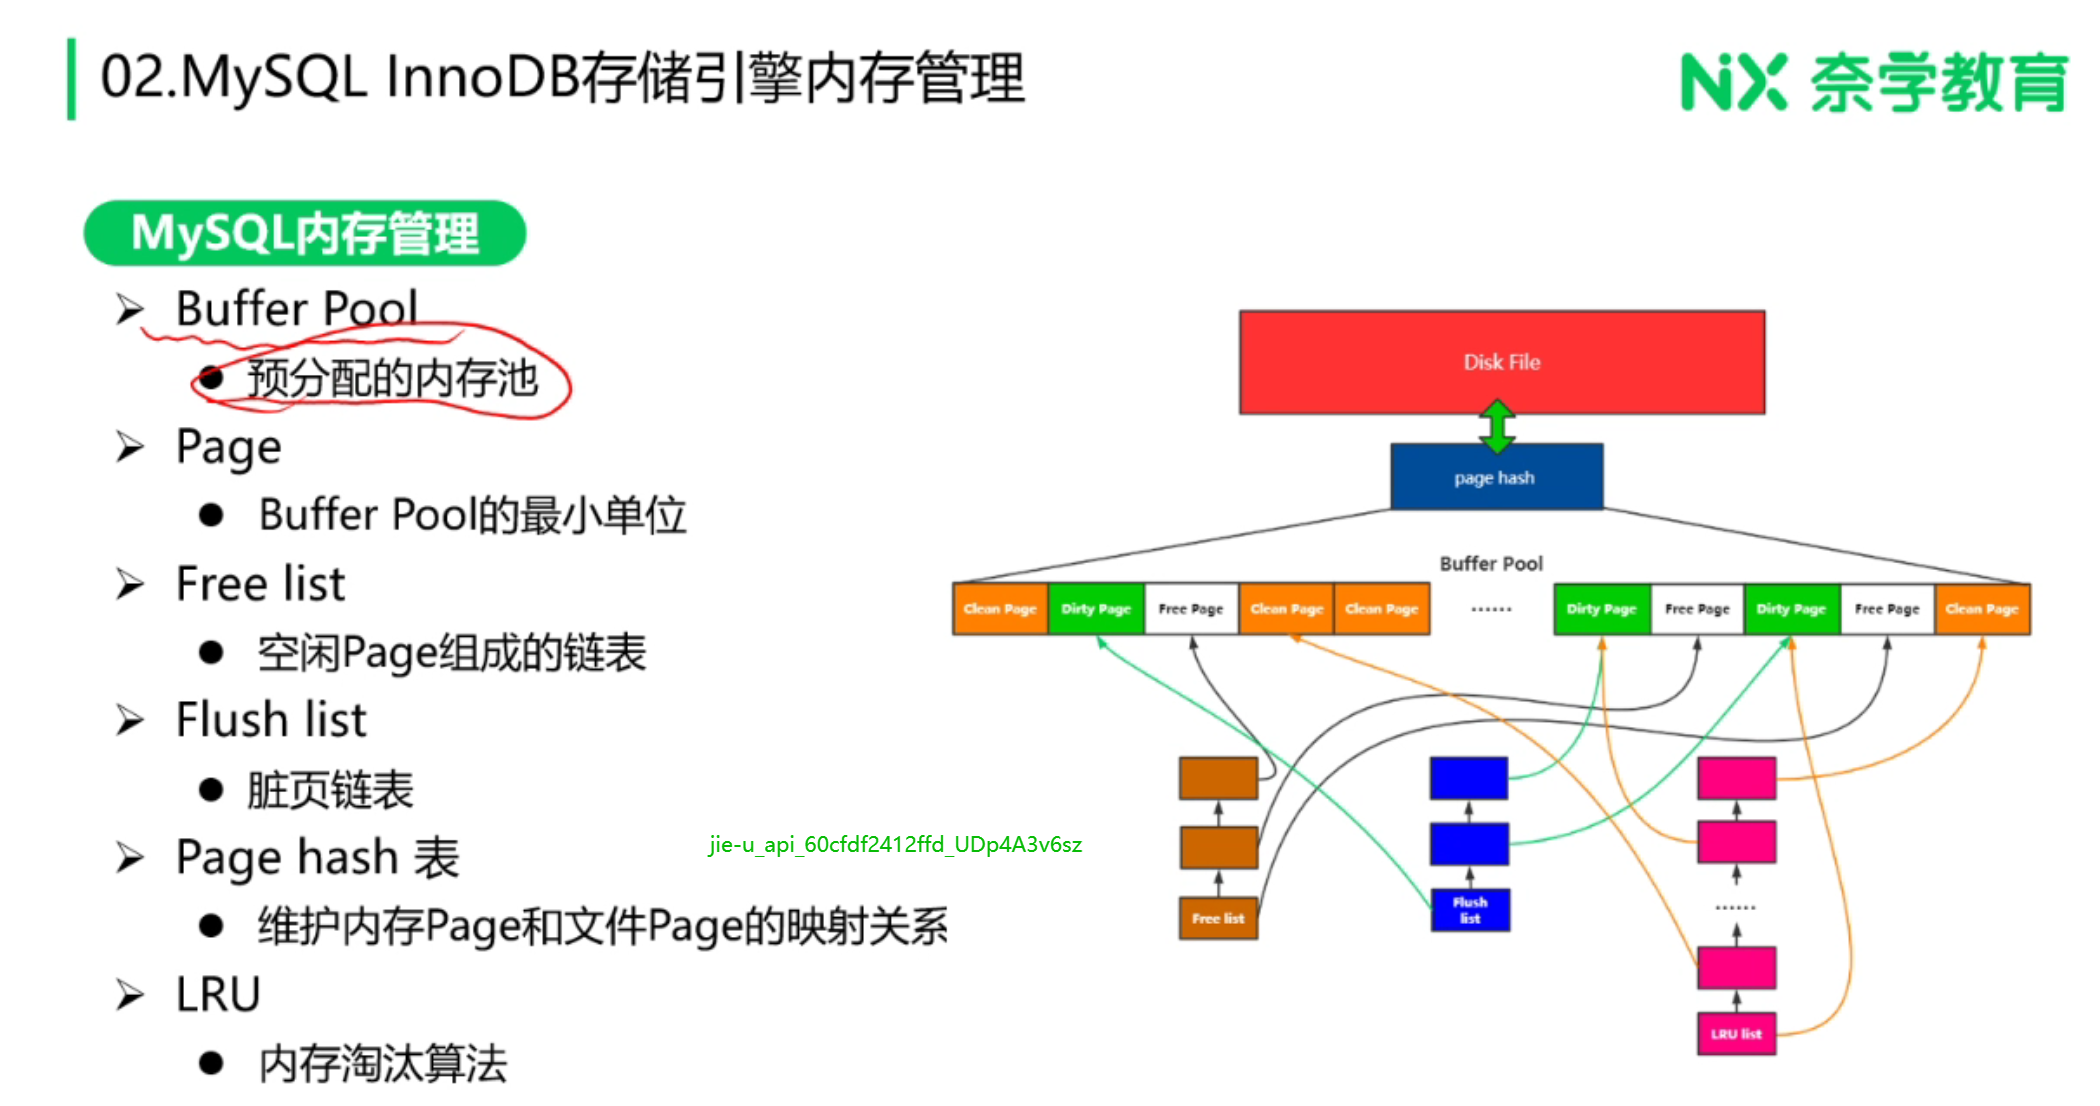 02.MySQL InnoDB存储引擎内存管理
NiX 奈学教育
MySQL内存管理
Buffer Pool
预分配的内存池
Page
Buffer Pool的最小单位
Free list
空闲Page组成的链表
Flush list
脏页链表
Page hash 表
维护内存Page和文件Page的映射关系
LRU
内存淘汰算法
jie-u_api_60cfdf2412ffd_UDp4A3v6sz
Disk File
page hash
Buffer Pool
Clean Page Dirty Page Free Page Clean Page Clean Page ...... Dirty Page Free Page Dirty Page Free Page Clean Page
Free list
Flush
list
......
LRU list